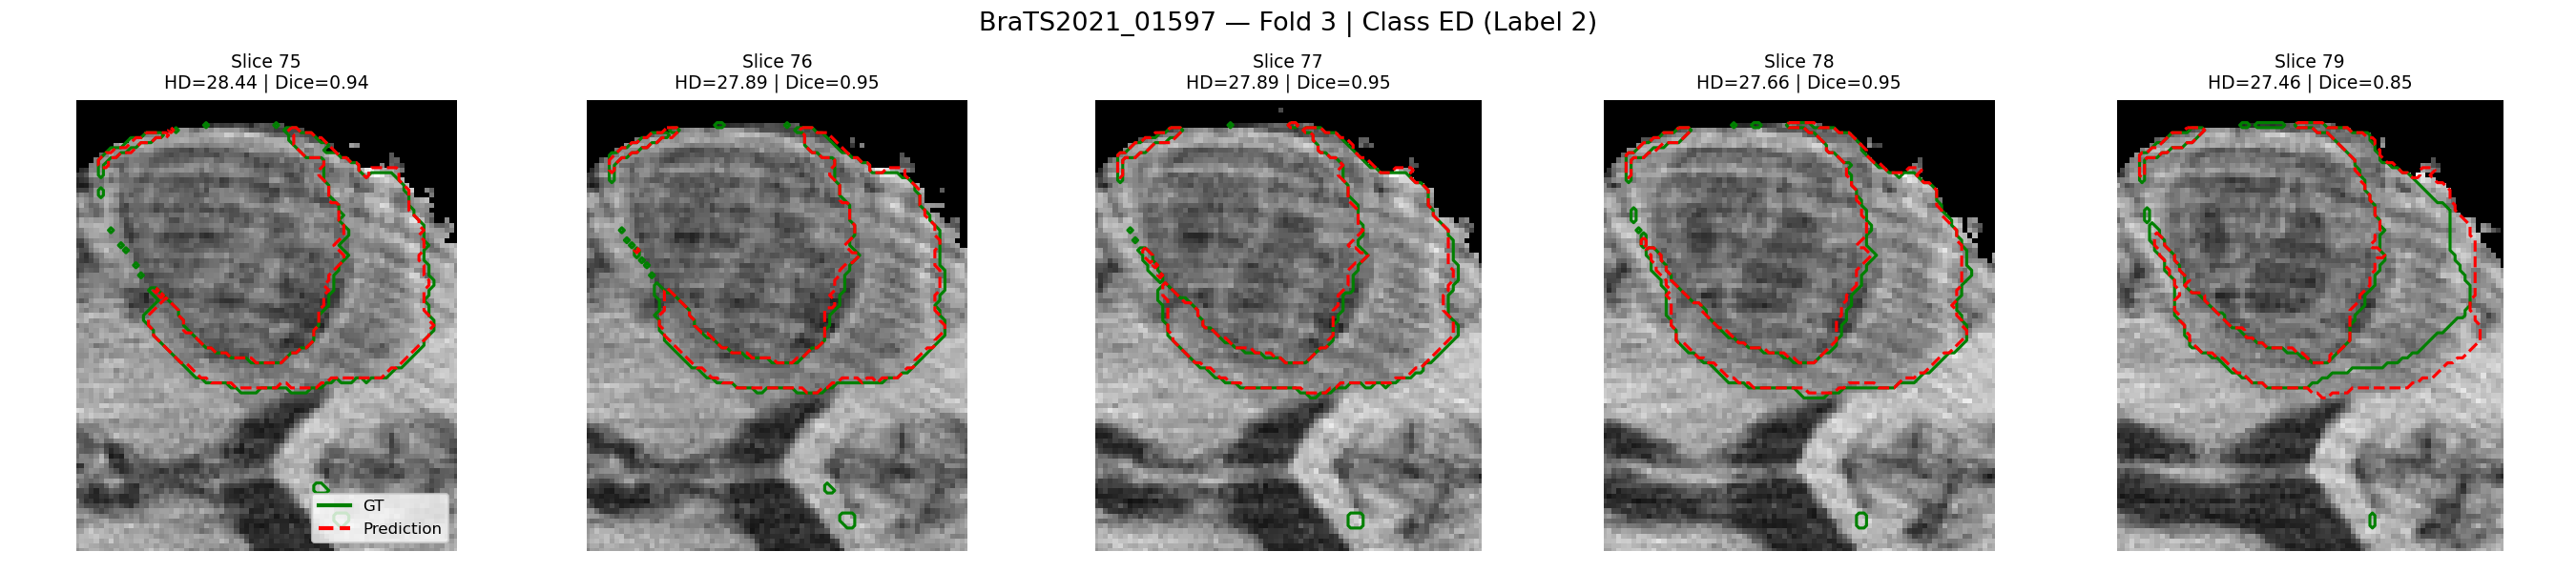 BraTS2021_01597 — Fold 3 | Class ED (Label 2)
Slice 75
HD=28.44 | Dice=0.94
Slice 76
HD=27.89 | Dice=0.95
Slice 77
HD=27.89 | Dice=0.95
Slice 78
HD=27.66 | Dice=0.95
Slice 79
HD=27.46 | Dice=0.85
GT
Prediction